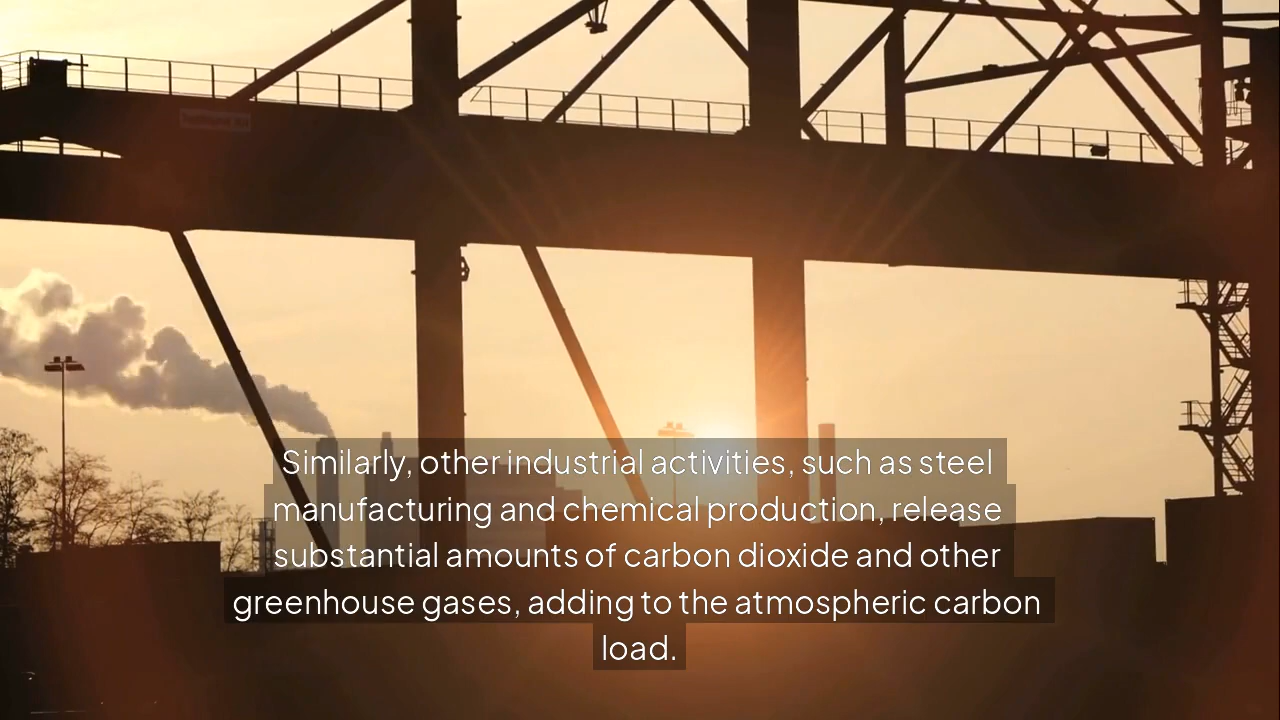 Similarly, other industrial activities, such as steel
manufacturing and chemical production, release
substantial amounts of carbon dioxide and other
greenhouse gases, adding to the atmospheric carbon
load.